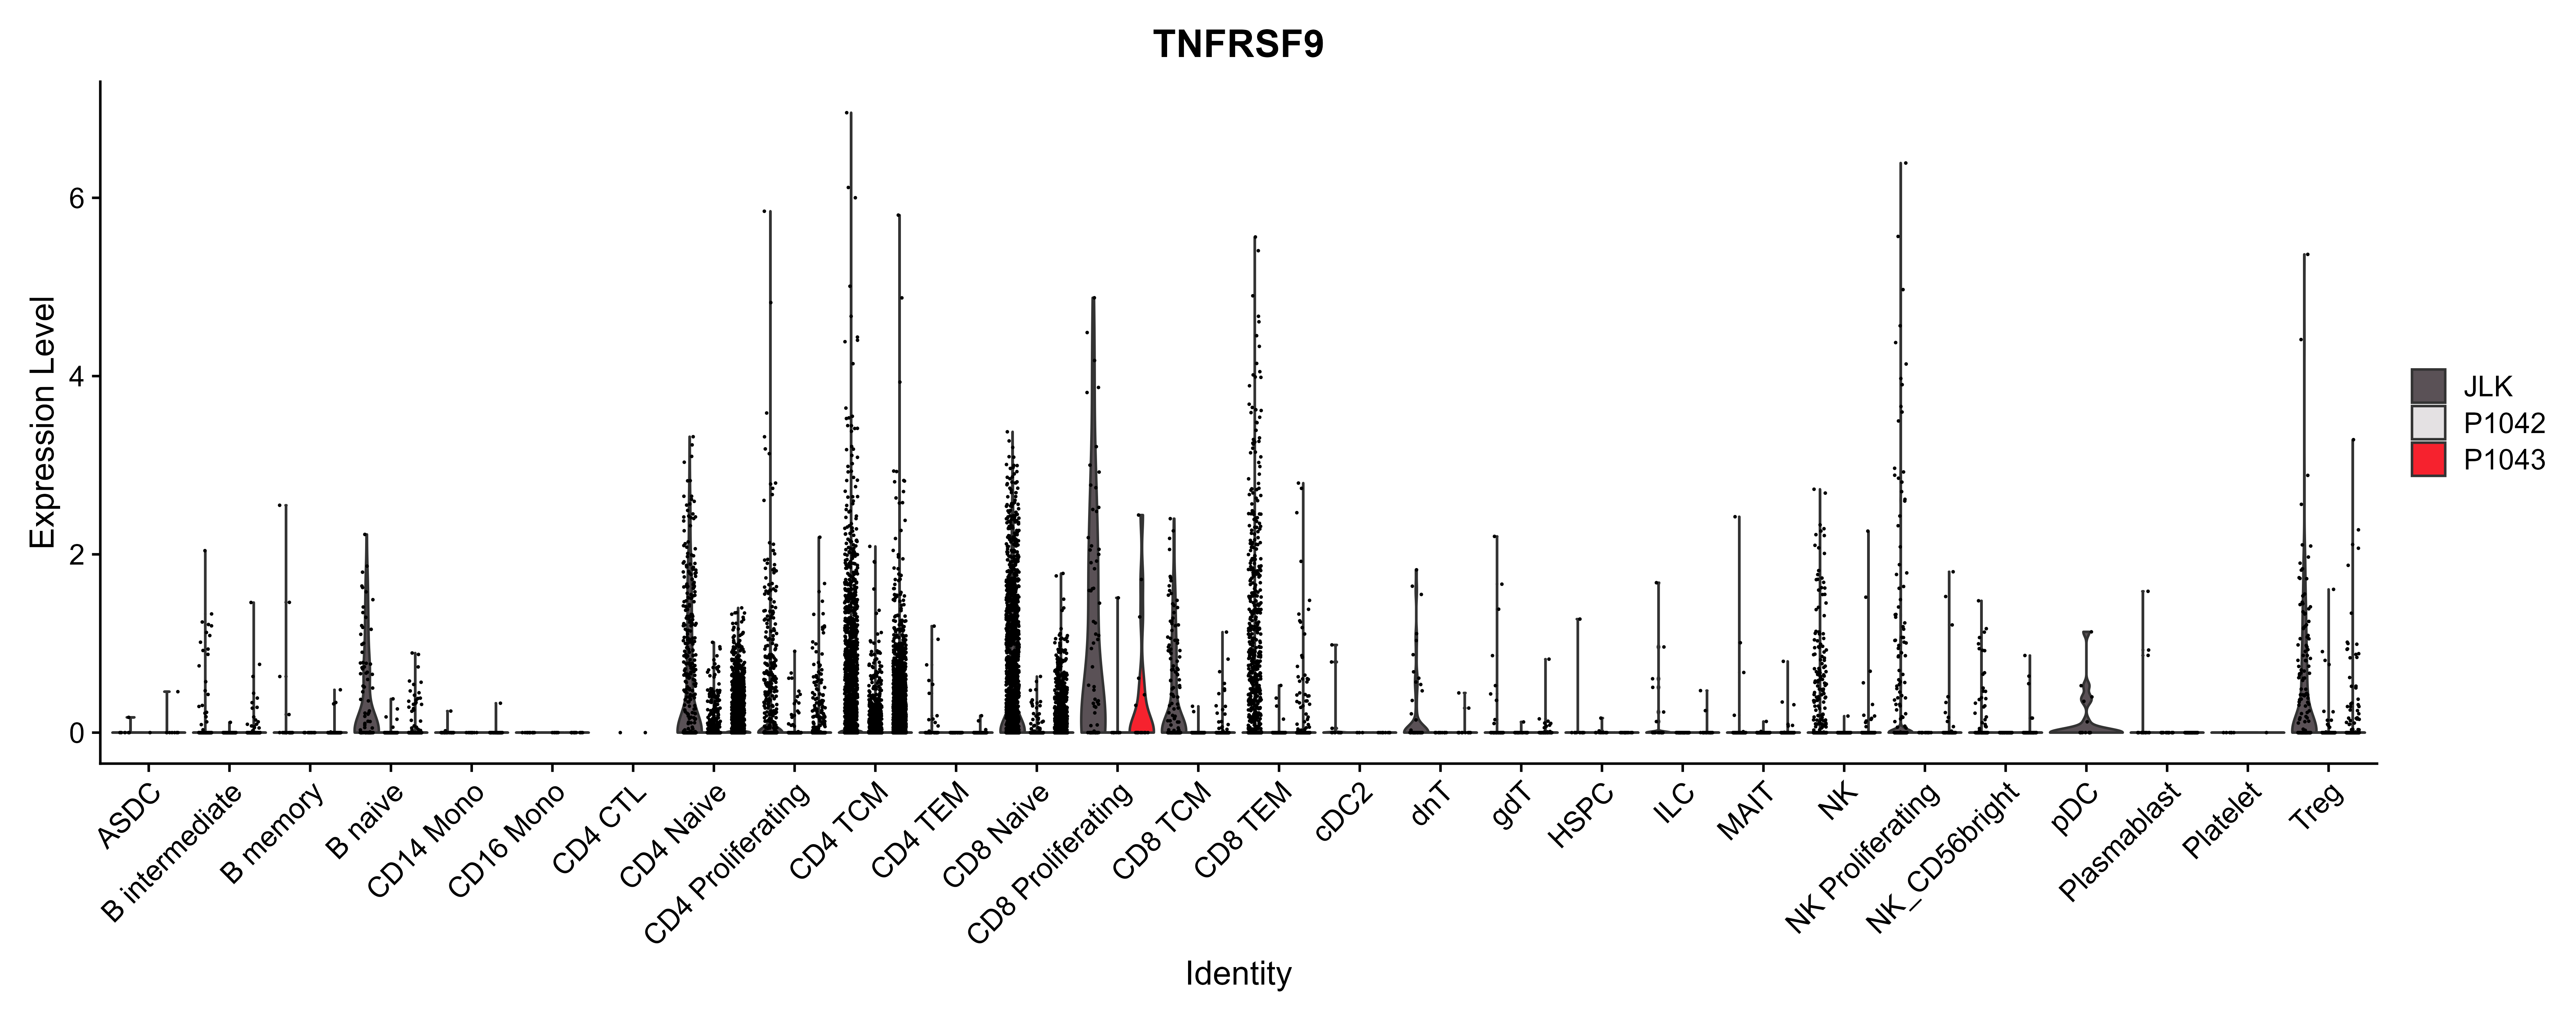 TNFRSF9
Expression Level
6
4
2
0
JLK
P1042
P1043
ASDC
B intermediate
B memory
B naive
CD14 Mono
CD16 Mono
CD4 CTL
CD4 Naive
CD4 Proliferating
CD4 TCM
CD4 TEM
CD8 Naive
CD8 Proliferating
CD8 TCM
CD8 TEM
cDC2
dnT
gdT
HSPC
ILC
MAIT
NK
NK Proliferating
NK_CD56bright
pDC
Plasmablast
Platelet
Treg
Identity